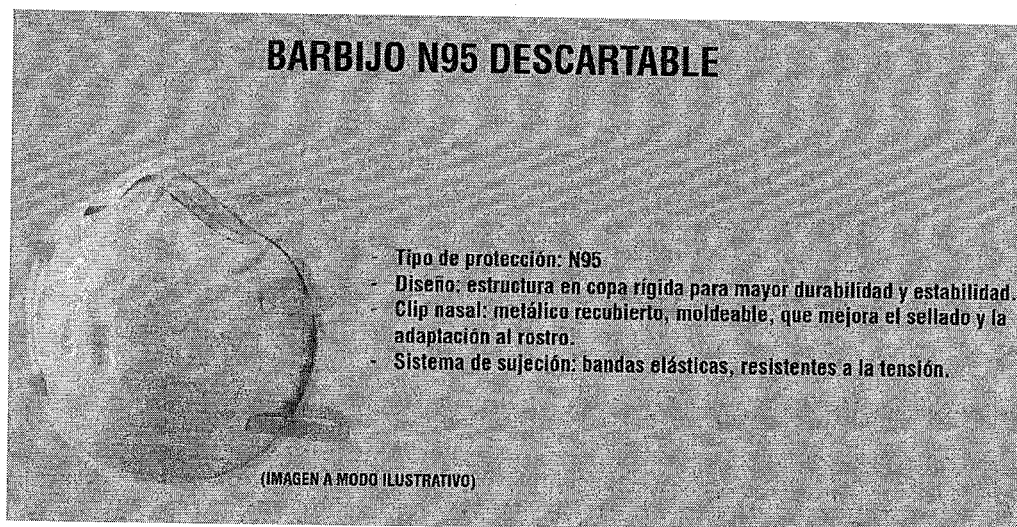 BARBIJO N95 DESCARTABLE
- Tipo de protección: N95
- Diseño: estructura en copa rígida para mayor durabilidad y estabilidad.
- Clip nasal: metálico recubierto, moldeable, que mejora el sellado y la
adaptación al rostro.
- Sistema de sujeción: bandas elásticas, resistentes a la tensión.
(IMAGEN A MODO ILUSTRATIVO)